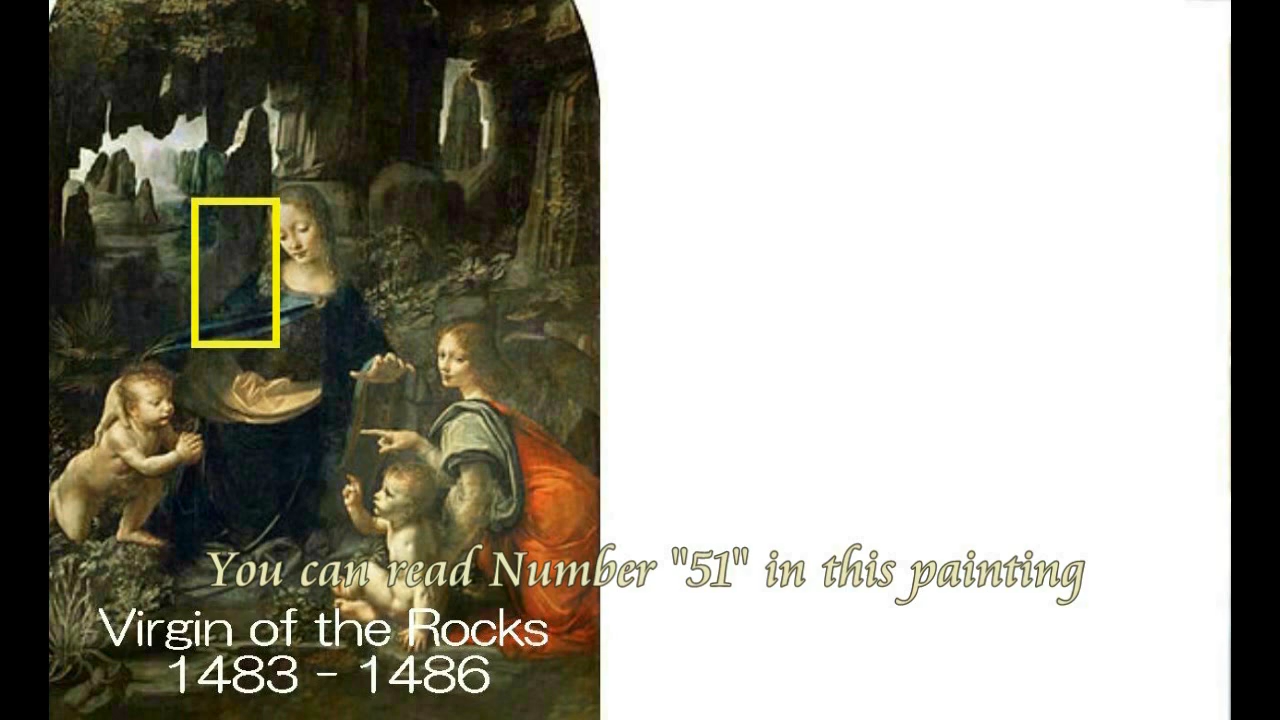 You can read Number "51" in this painting
Virgin of the Rocks
1483 - 1486